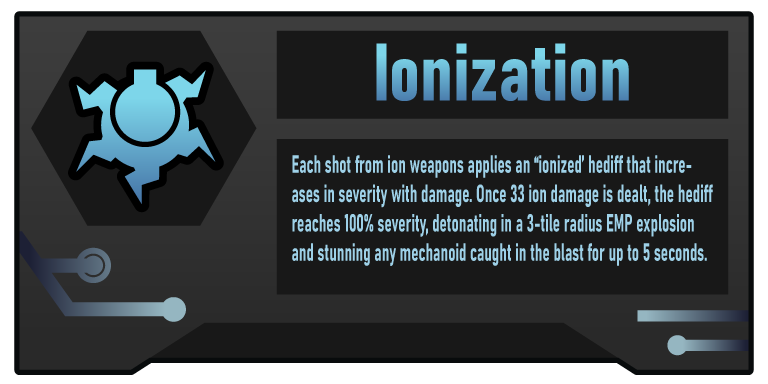 Ionization
Each shot from ion weapons applies an “ionized’ hediff that incre-
ases in severity with damage. Once 33 ion damage is dealt, the hediff
reaches 100% severity, detonating in a 3-tile radius EMP explosion
and stunning any mechanoid caught in the blast for up to 5 seconds.